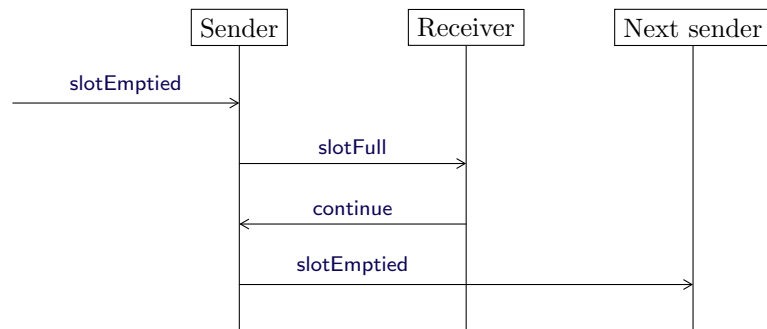 Sender Receiver Next sender
slotEmptied
slotFull
continue
slotEmptied